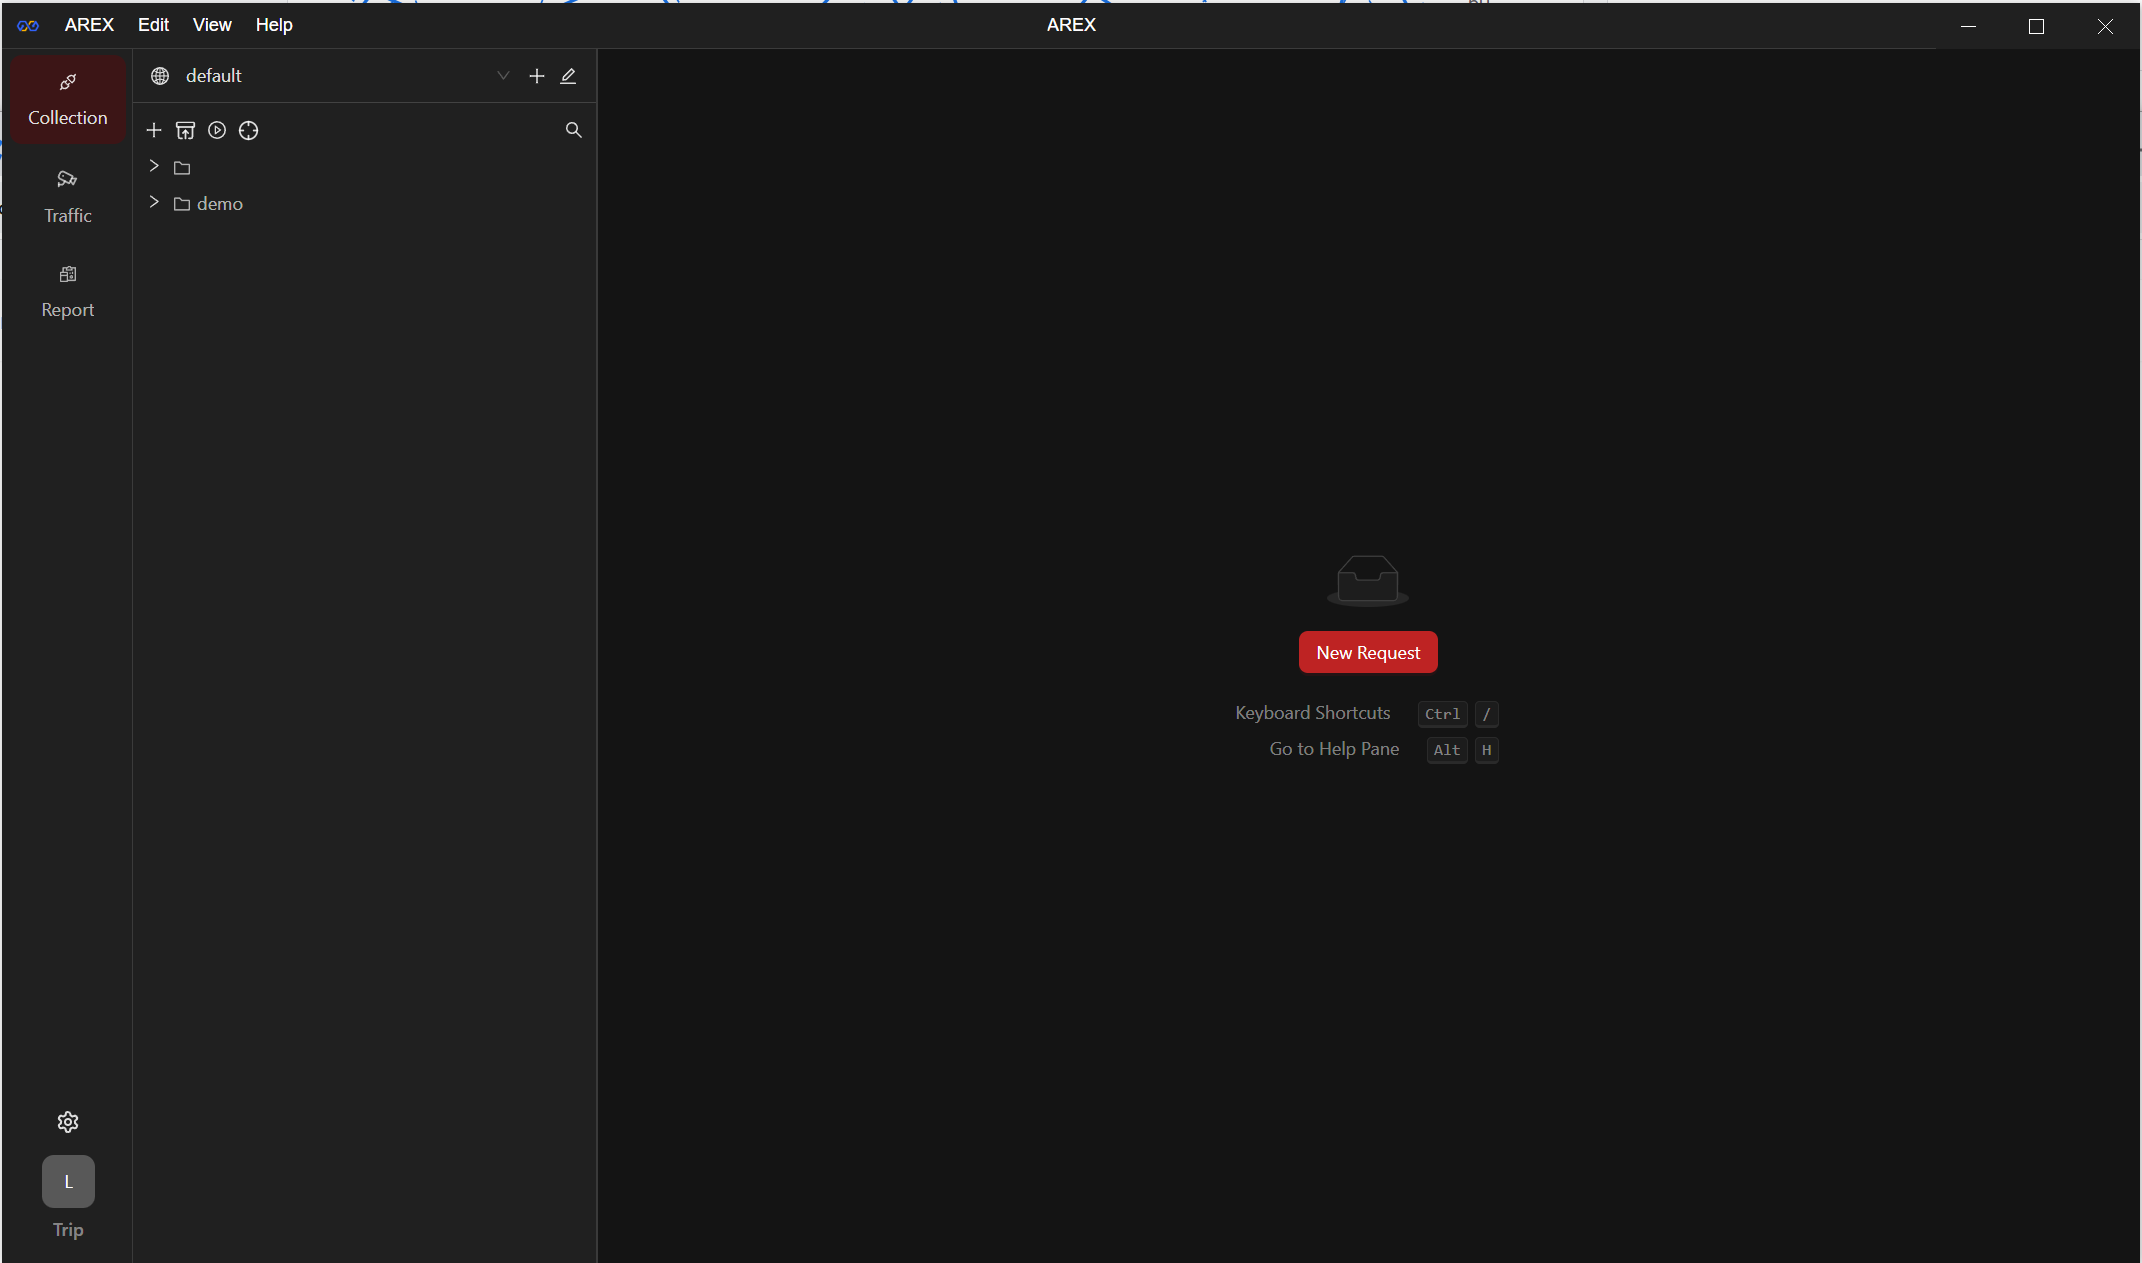 AREX Edit View Help
AREX
Collection
Traffic
Report
default
demo
New Request
Keyboard Shortcuts Ctrl /
Go to Help Pane Alt H
L
Trip